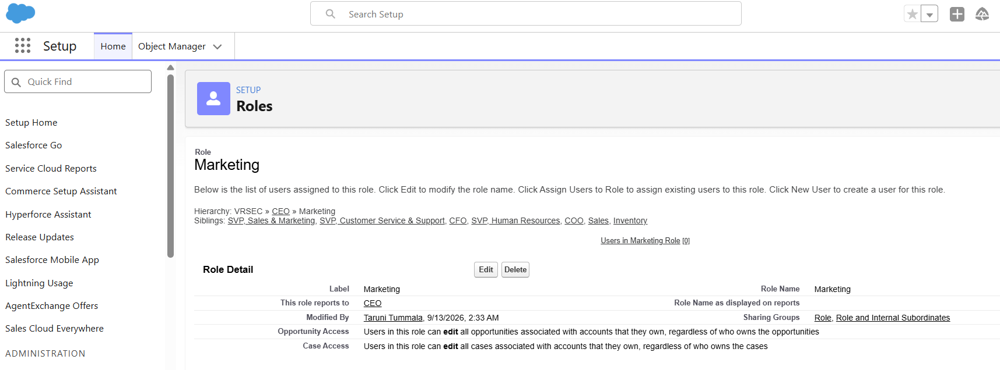 Search Setup
Setup
Home
Object Manager
Quick Find
Setup Home
Salesforce Go
Service Cloud Reports
Commerce Setup Assistant
Hyperforce Assistant
Release Updates
Salesforce Mobile App
Lightning Usage
AgentExchange Offers
Sales Cloud Everywhere
ADMINISTRATION
SETUP
Roles
Role
Marketing
Below is the list of users assigned to this role. Click Edit to modify the role name. Click Assign Users to Role to assign existing users to this role. Click New User to create a user for this role.
Hierarchy: VRSEC » CEO » Marketing
Siblings: SVP, Sales & Marketing, SVP, Customer Service & Support, CFO, SVP, Human Resources, COO, Sales, Inventory
Users in Marketing Role [0]
Role Detail Edit Delete
Label Marketing Role Name Marketing
This role reports to CEO Role Name as displayed on reports
Modified By Taruni Tummala, 9/13/2026, 2:33 AM Sharing Groups Role, Role and Internal Subordinates
Opportunity Access Users in this role can edit all opportunities associated with accounts that they own, regardless of who owns the opportunities
Case Access Users in this role can edit all cases associated with accounts that they own, regardless of who owns the cases